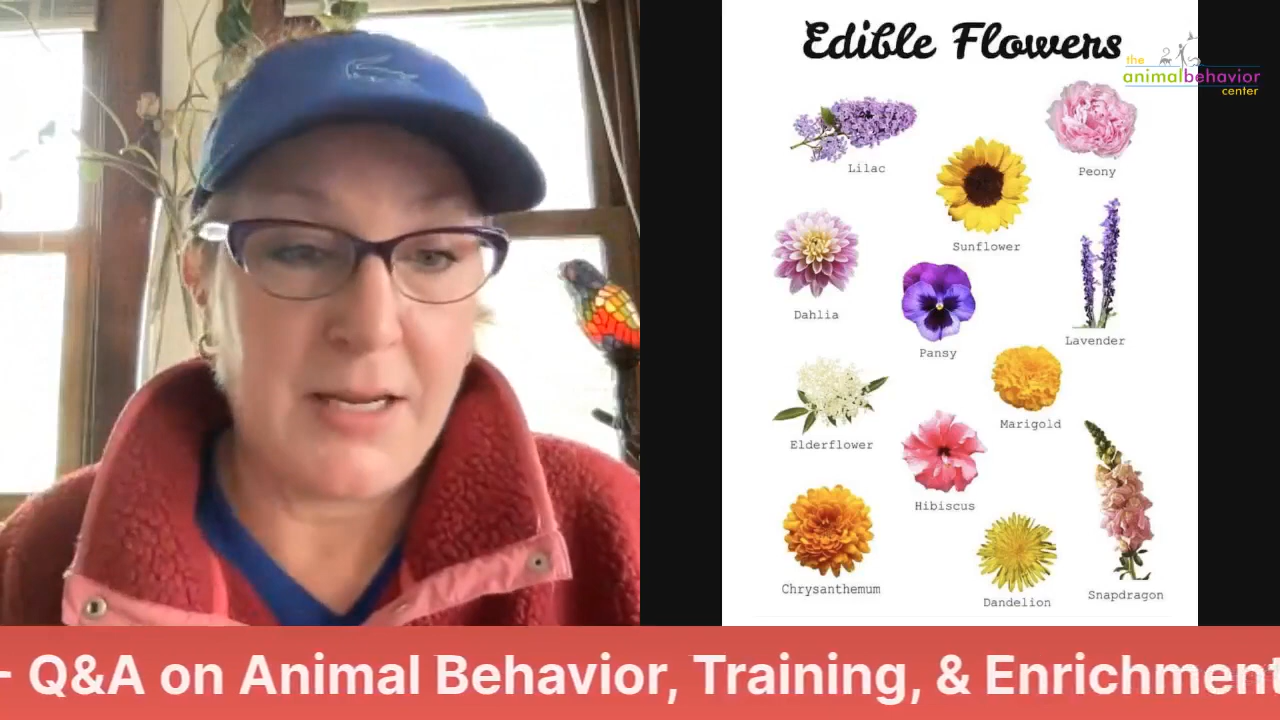 Edible Flowers
the
animalbehavior
center
Lilac
Peony
Sunflower
Dahlia
Lavender
Pansy
Marigold
Elderflower
Hibiscus
Chrysanthemum
Snapdragon
Dandelion
- Q&A on Animal Behavior, Training, & Enrichment